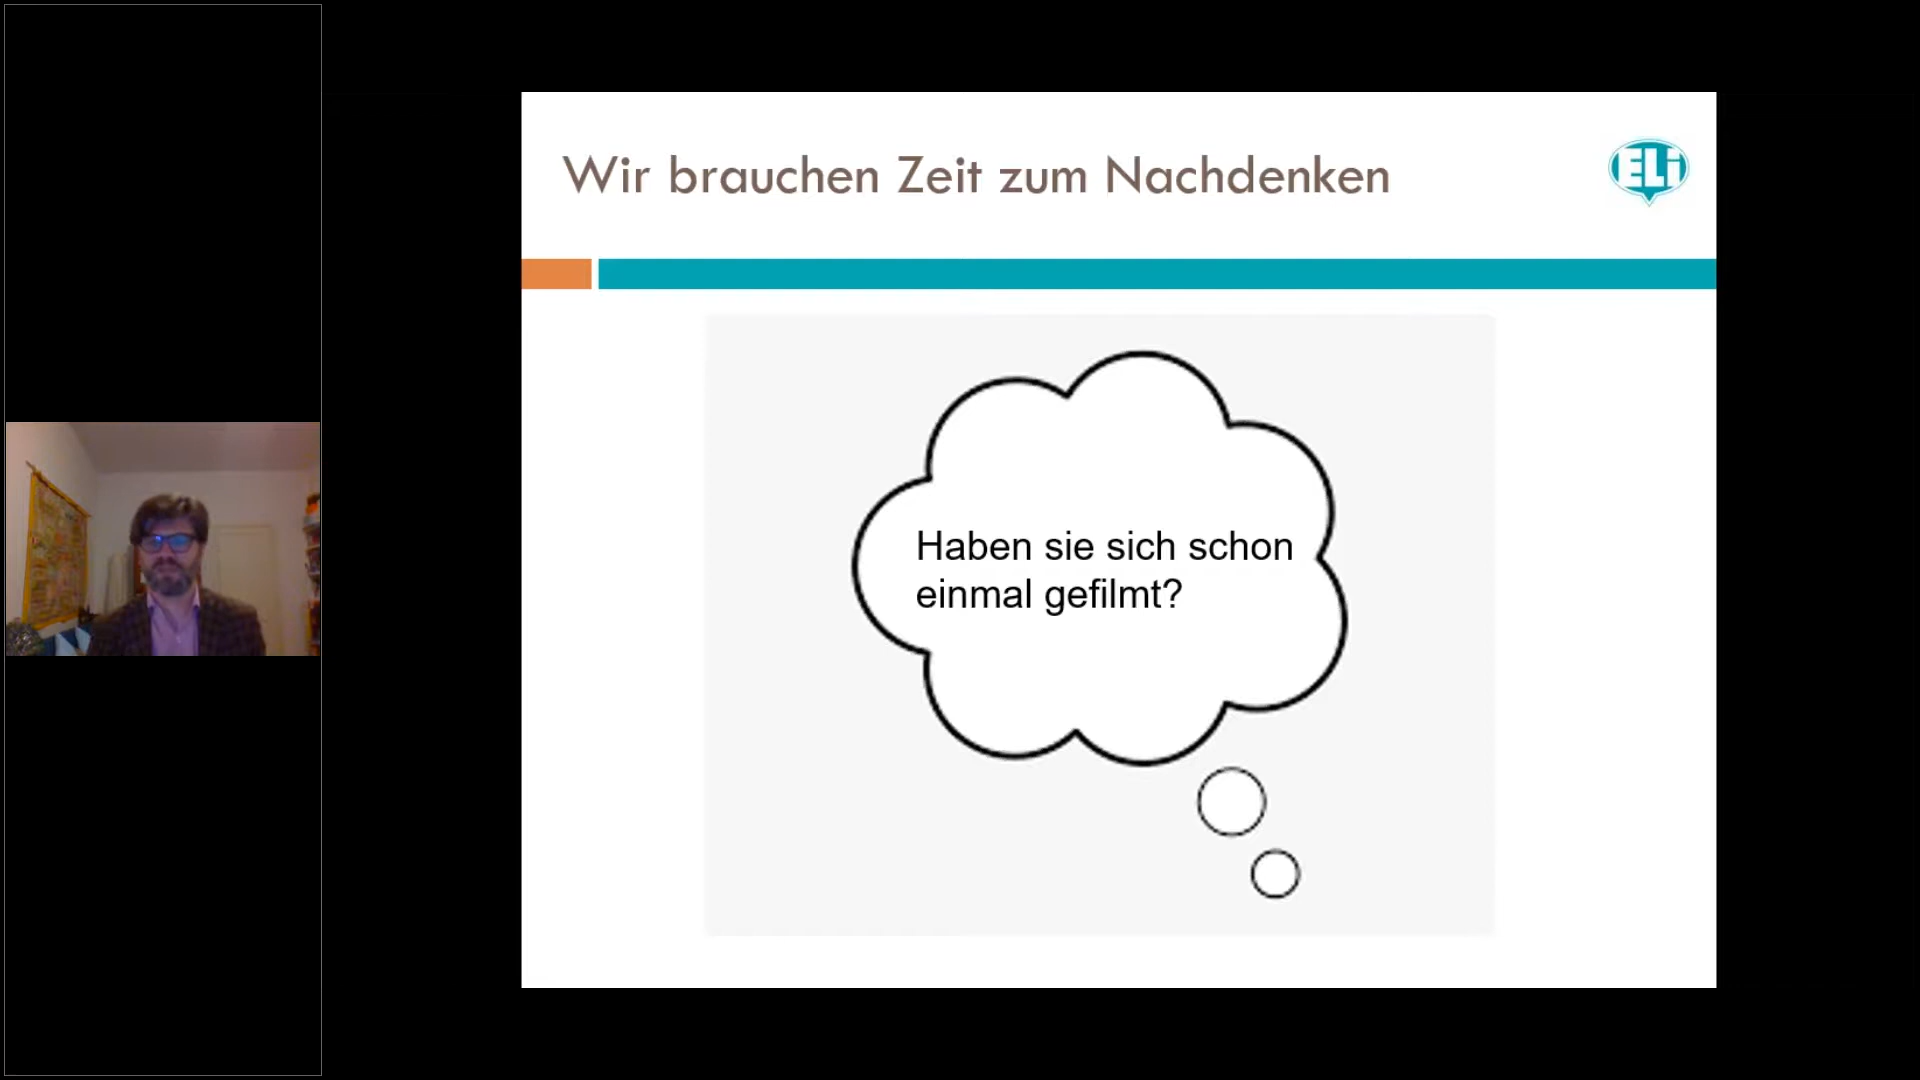 Wir brauchen Zeit zum Nachdenken
ELi
Haben sie sich schon
einmal gefilmt?